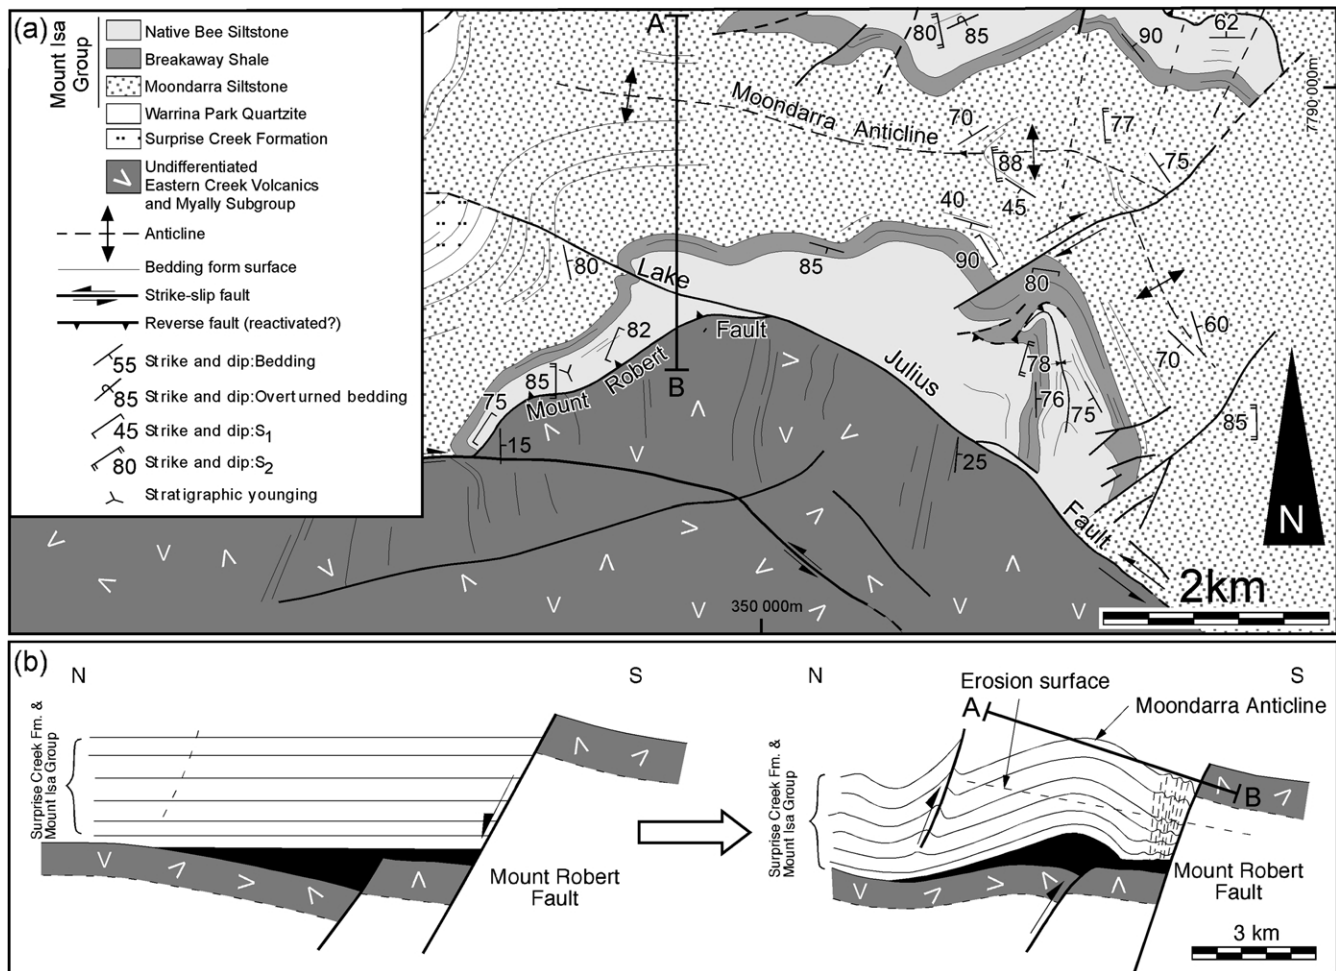 (a)
Mount Isa
Group
Native Bee Siltstone
Breakaway Shale
Moondarra Siltstone
Warrina Park Quartzite
Surprise Creek Formation
Undifferentiated
Eastern Creek Volcanics
and Myally Subgroup
Anticline
Bedding form surface
Strike-slip fault
Reverse fault (reactivated?)
55 Strike and dip:Bedding
85 Strike and dip:Overturned bedding
45 Strike and dip:S1
80 Strike and dip:S2
Stratigraphic younging
A
80
85
90
62
7790 000m
Moondarra Anticline
70
77
88
75
40
45
80
Lake
85
90
80
82
Fault
60
B
Julius
78
70
85
Robert
Mount
75
76
75
85
15
25
Fault
N
350 000m
2km
(b)
N
S
Surprise Creek Fm. &
Mount Isa Group
Mount Robert
Fault
N
S
Erosion surface
A
Moondarra Anticline
Surprise Creek Fm. &
Mount Isa Group
B
Mount Robert
Fault
3 km